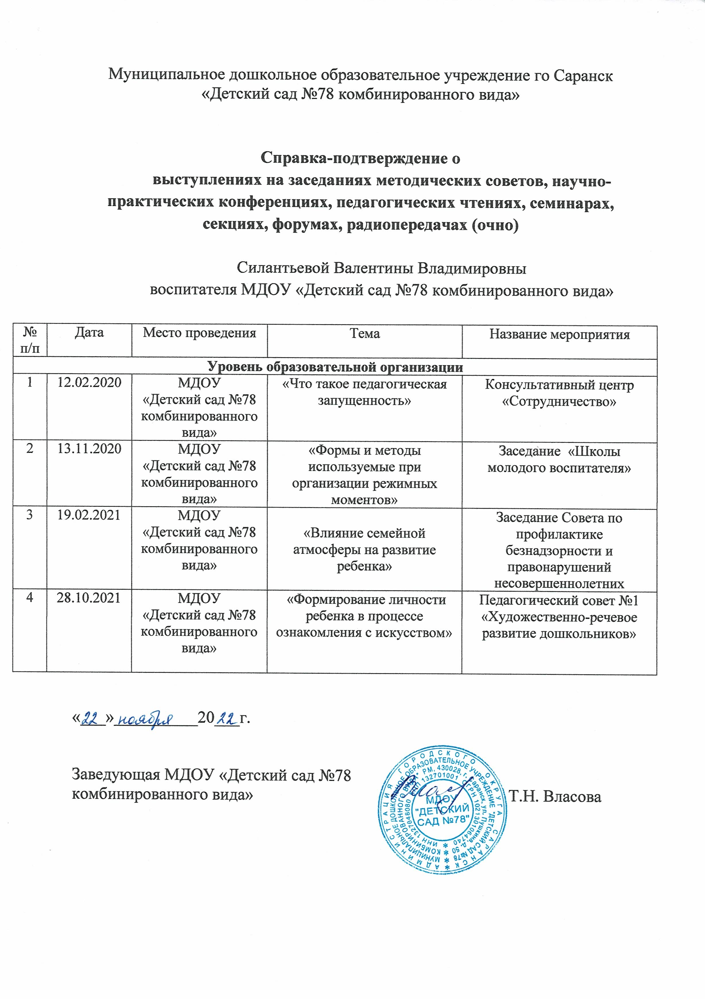 Муниципальное дошкольное образовательное учреждение го Саранск
«Детский сад №78 комбинированного вида»
Справка-подтверждение о
выступлениях на заседаниях методических советов, научно-
практических конференциях, педагогических чтениях, семинарах,
секциях, форумах, радиопередачах (очно)
Силантьевой Валентины Владимировны
воспитателя МДОУ «Детский сад №78 комбинированного вида»
№ п/п Дата Место проведения Тема Название мероприятия
Уровень образовательной организации
1 12.02.2020
МДОУ
«Детский сад №78
комбинированного
вида»
«Что такое педагогическая
запущенность»
Консультативный центр
«Сотрудничество»
2 13.11.2020
МДОУ
«Детский сад №78
комбинированного
вида»
«Формы и методы
используемые при
организации режимных
моментов»
Заседание «Школы
молодого воспитателя»
3 19.02.2021
МДОУ
«Детский сад №78
комбинированного
вида»
«Влияние семейной
атмосферы на развитие
ребенка»
Заседание Совета по
профилактике
безнадзорности и
правонарушений
несовершеннолетних
4 28.10.2021
МДОУ
«Детский сад №78
комбинированного
вида»
«Формирование личности
ребенка в процессе
ознакомления с искусством»
Педагогический совет №1
«Художественно-речевое
развитие дошкольников»
«22» ноября 2022г.
Заведующая МДОУ «Детский сад №78
комбинированного вида»
Т.Н. Власова
АДМИНИСТРАЦИЯ ГОРОДСКОГО ОКРУГА САРАНСК *
МУНИЦИПАЛЬНОЕ ДОШКОЛЬНОЕ ОБРАЗОВАТЕЛЬНОЕ УЧРЕЖДЕНИЕ "ДЕТСКИЙ САД №78 *
КОМБИНИРОВАННОГО ВИДА" РМ, 430028, г. Саранск, ул. Пушкина, д. 50 *
ИНН 1327048080 КПП 132701001 ОГРН 1021301064740 *
МДОУ
"ДЕТСКИЙ
САД №78"